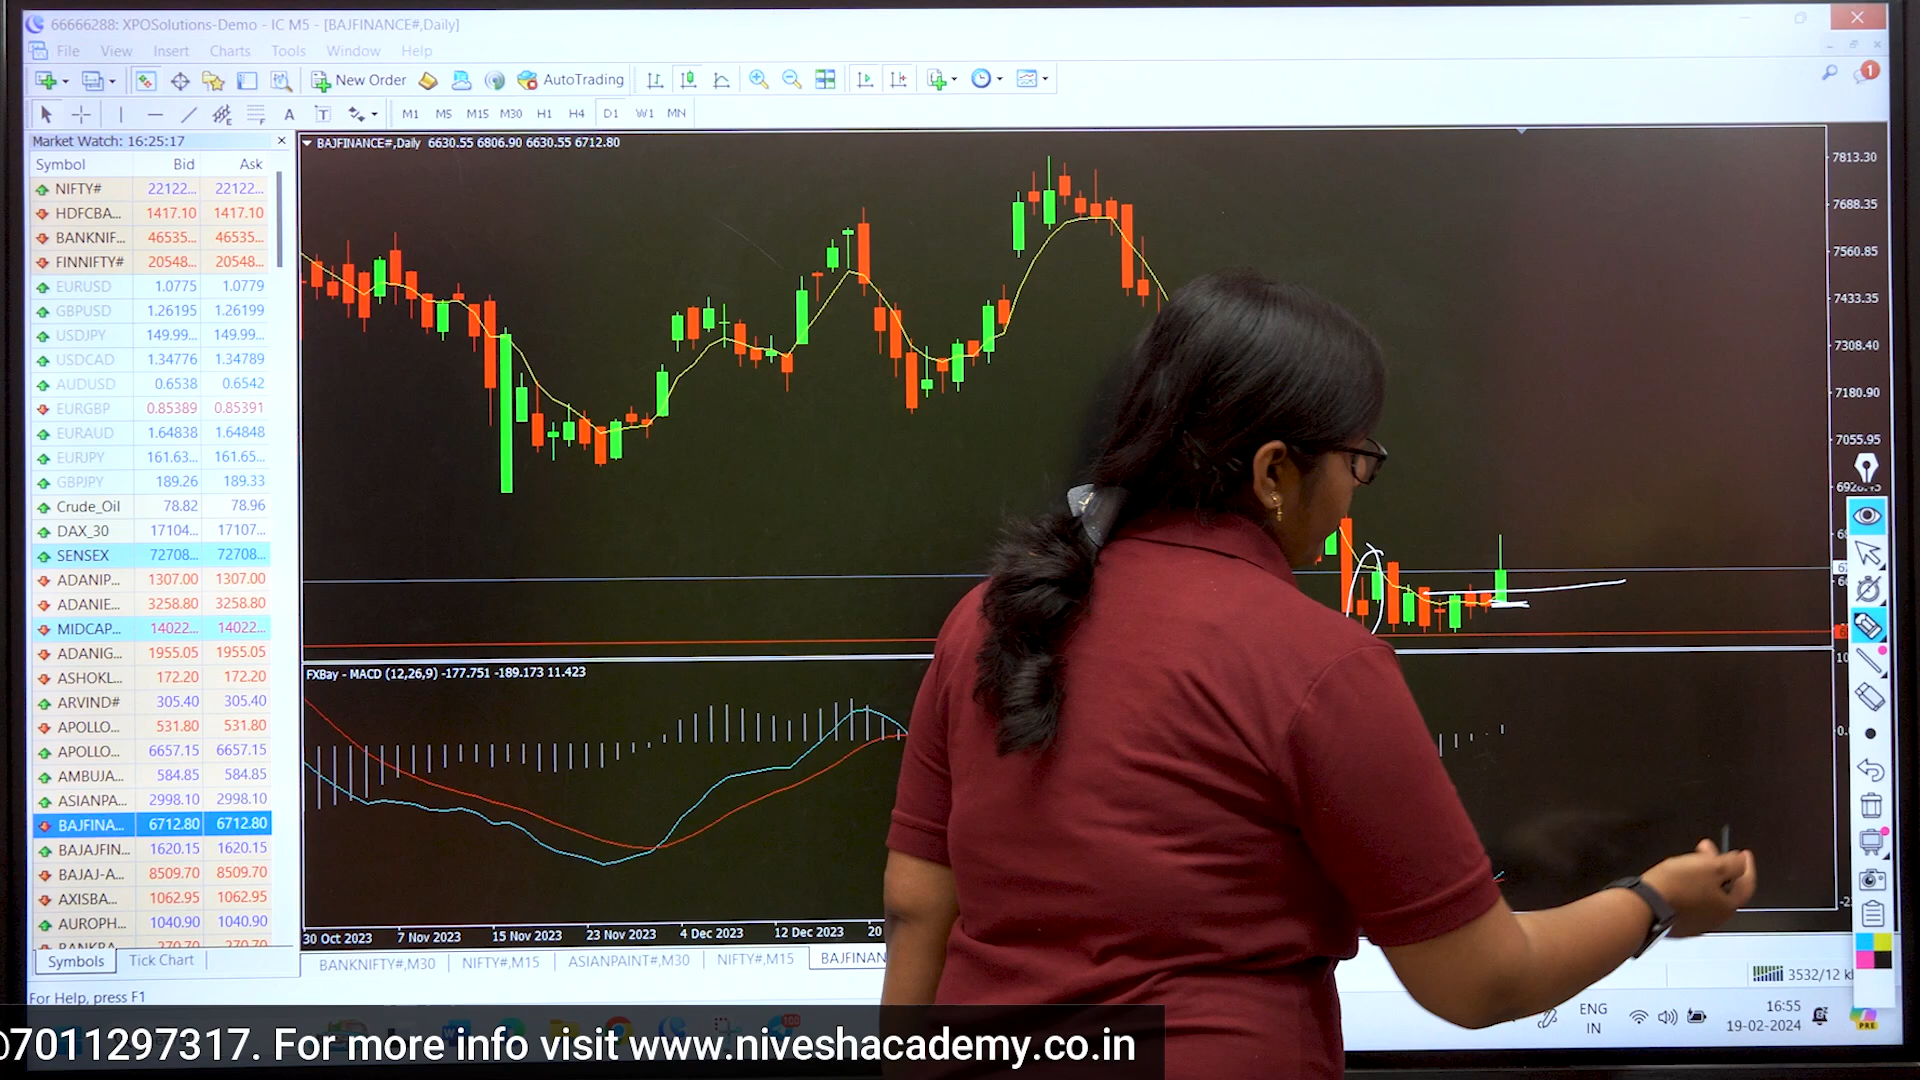 66666288: XPOSolutions-Demo - IC M5 - [BAJFINANCE#,Daily]
File View Insert Charts Tools Window Help
New Order AutoTrading 1
A T M1 M5 M15 M30 H1 H4 D1 W1 MN
Market Watch: 16:25:17
Symbol Bid Ask
NIFTY# 22122... 22122...
HDFCBA... 1417.10 1417.10
BANKNIF... 46535... 46535...
FINNIFTY# 20548... 20548...
EURUSD 1.0775 1.0779
GBPUSD 1.26195 1.26199
USDJPY 149.99... 149.99...
USDCAD 1.34776 1.34789
AUDUSD 0.6538 0.6542
EURGBP 0.85389 0.85391
EURAUD 1.64838 1.64848
EURJPY 161.63... 161.65...
GBPJPY 189.26 189.33
Crude_Oil 78.82 78.96
DAX_30 17104... 17107...
SENSEX 72708... 72708...
ADANIP... 1307.00 1307.00
ADANIE... 3258.80 3258.80
MIDCAP... 14022... 14022...
ADANIG... 1955.05 1955.05
ASHOKL... 172.20 172.20
ARVIND# 305.40 305.40
APOLLO... 531.80 531.80
APOLLO... 6657.15 6657.15
AMBUJA... 584.85 584.85
ASIANPA... 2998.10 2998.10
BAJFINA... 6712.80 6712.80
BAJAJFIN... 1620.15 1620.15
BAJAJ-A... 8509.70 8509.70
AXISBA... 1062.95 1062.95
AUROPH... 1040.90 1040.90
BANKBA... 270.70 270.70
Symbols Tick Chart
BAJFINANCE#,Daily 6630.55 6806.90 6630.55 6712.80
7813.30
7688.35
7560.85
7433.35
7308.40
7180.90
7055.95
FXBay - MACD (12,26,9) -177.751 -189.173 11.423
30 Oct 2023 7 Nov 2023 15 Nov 2023 23 Nov 2023 4 Dec 2023 12 Dec 2023 20
BANKNIFTY#,M30 NIFTY#,M15 ASIANPAINT#,M30 NIFTY#,M15 BAJFINAN
For Help, press F1
3532/12 k
ENG
IN
16:55
19-02-2024
PRE
07011297317. For more info visit www.niveshacademy.co.in